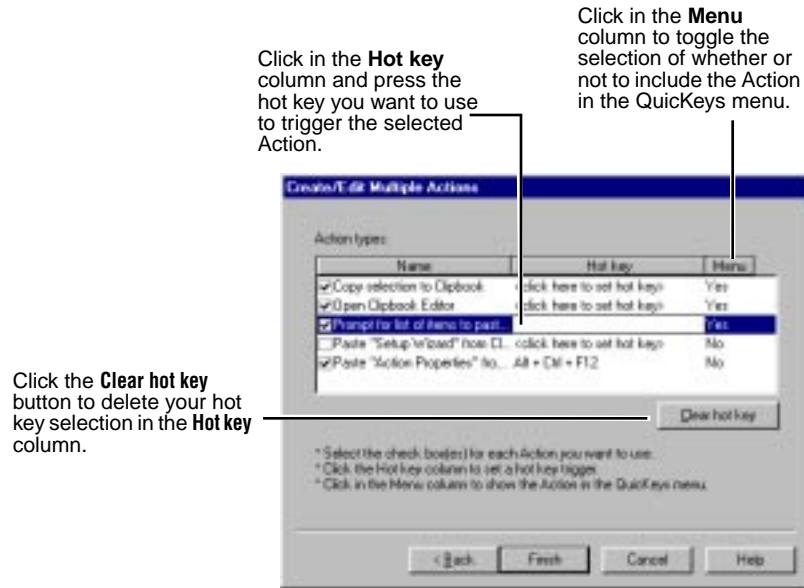 Click in the Menu
column to toggle the
selection of whether or
not to include the Action
in the QuicKeys menu.
Click in the Hot key
column and press the
hot key you want to use
to trigger the selected
Action.
Create/Edit Multiple Actions
Action types:
Name Hot key Menu
Copy selection to Clipbook <click here to set hot key> Yes
Open Clipbook Editor <click here to set hot key> Yes
Prompt for list of items to past... Yes
Paste "Setup Wizard" from Cl... <click here to set hot key> No
Paste "Action Properties" fro... Alt + Ctrl + F12 No
Click the Clear hot key
button to delete your hot
key selection in the Hot key
column.
Clear hot key
* Select the check box(es) for each Action you want to use.
* Click the Hot key column to set a hot key trigger.
* Click in the Menu column to show the Action in the QuicKeys menu.
< Back Finish Cancel Help